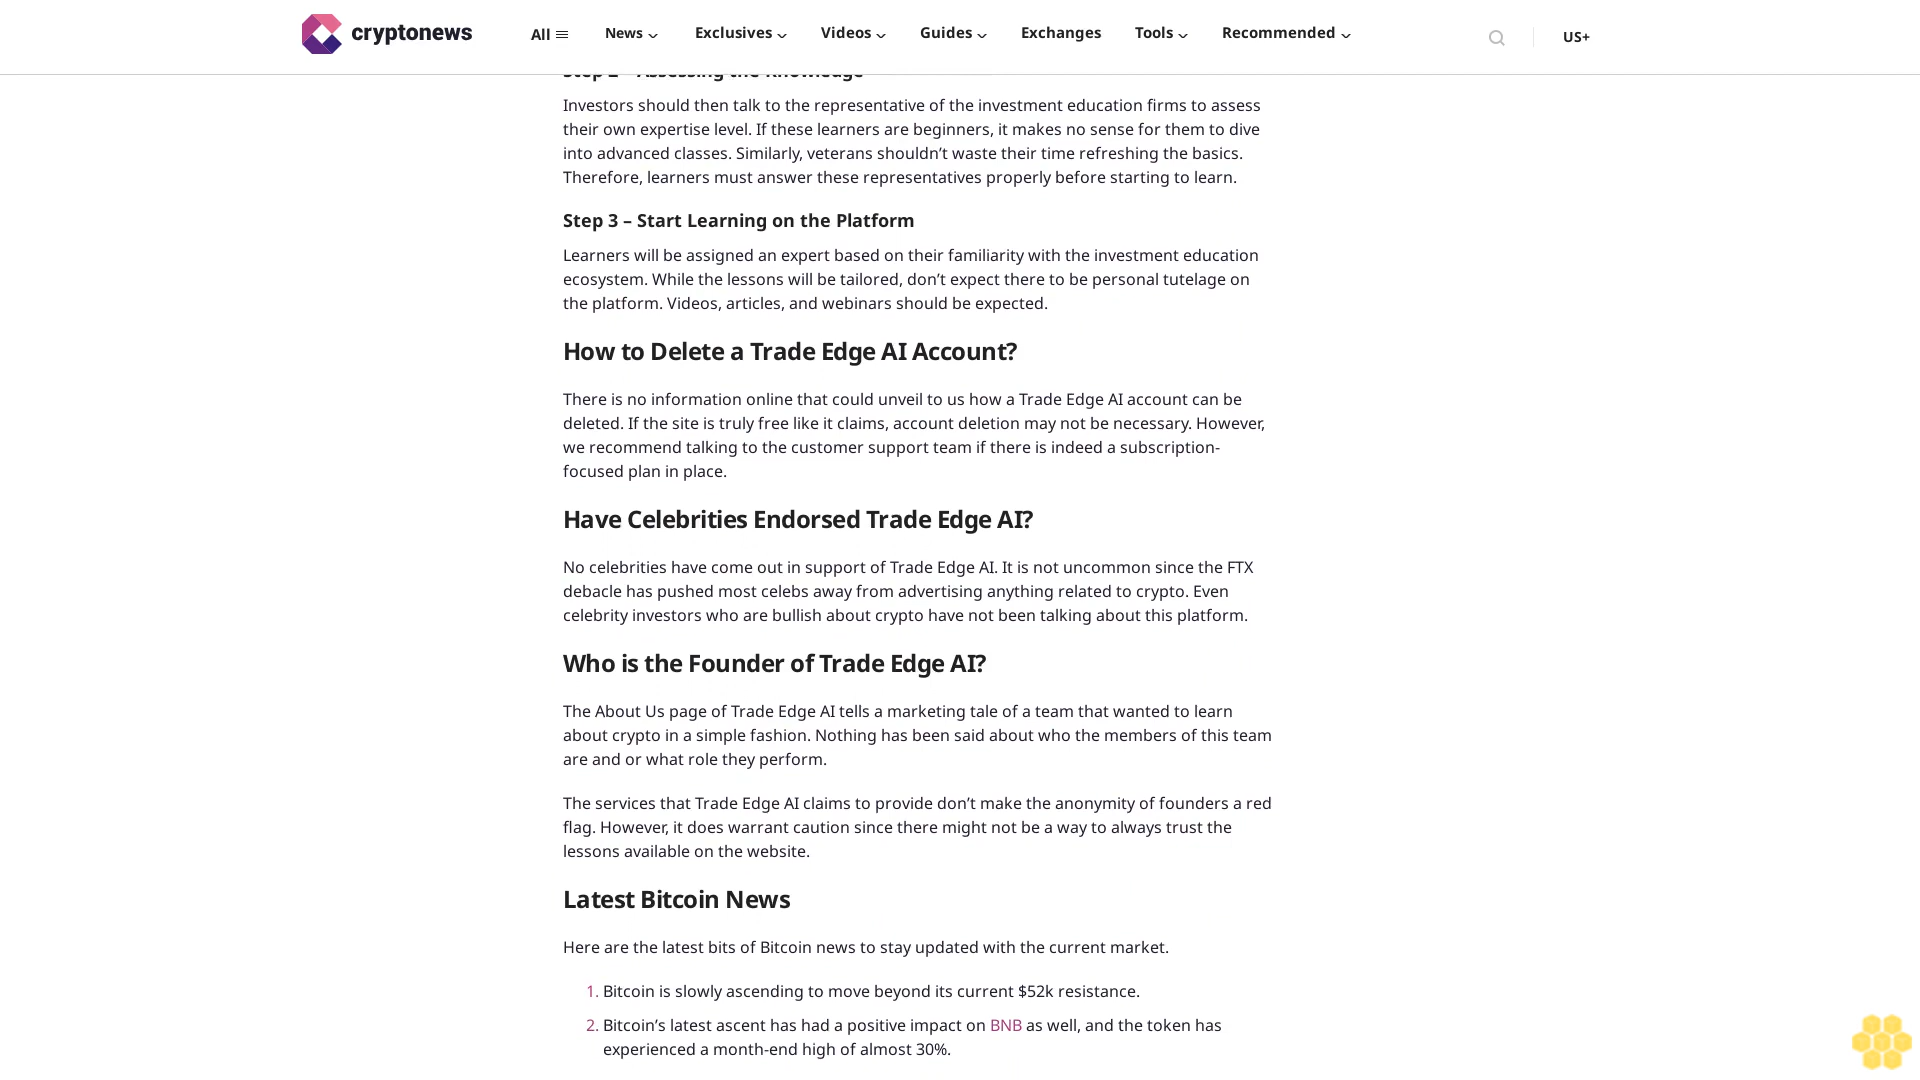 cryptonews
All
News
Exclusives
Videos
Guides
Exchanges
Tools
Recommended
US+
Step 2 – Assessing the Knowledge
Investors should then talk to the representative of the investment education firms to assess
their own expertise level. If these learners are beginners, it makes no sense for them to dive
into advanced classes. Similarly, veterans shouldn’t waste their time refreshing the basics.
Therefore, learners must answer these representatives properly before starting to learn.
Step 3 – Start Learning on the Platform
Learners will be assigned an expert based on their familiarity with the investment education
ecosystem. While the lessons will be tailored, don’t expect there to be personal tutelage on
the platform. Videos, articles, and webinars should be expected.
How to Delete a Trade Edge AI Account?
There is no information online that could unveil to us how a Trade Edge AI account can be
deleted. If the site is truly free like it claims, account deletion may not be necessary. However,
we recommend talking to the customer support team if there is indeed a subscription-
focused plan in place.
Have Celebrities Endorsed Trade Edge AI?
No celebrities have come out in support of Trade Edge AI. It is not uncommon since the FTX
debacle has pushed most celebs away from advertising anything related to crypto. Even
celebrity investors who are bullish about crypto have not been talking about this platform.
Who is the Founder of Trade Edge AI?
The About Us page of Trade Edge AI tells a marketing tale of a team that wanted to learn
about crypto in a simple fashion. Nothing has been said about who the members of this team
are and or what role they perform.
The services that Trade Edge AI claims to provide don’t make the anonymity of founders a red
flag. However, it does warrant caution since there might not be a way to always trust the
lessons available on the website.
Latest Bitcoin News
Here are the latest bits of Bitcoin news to stay updated with the current market.
1. Bitcoin is slowly ascending to move beyond its current $52k resistance.
2. Bitcoin’s latest ascent has had a positive impact on BNB as well, and the token has
experienced a month-end high of almost 30%.